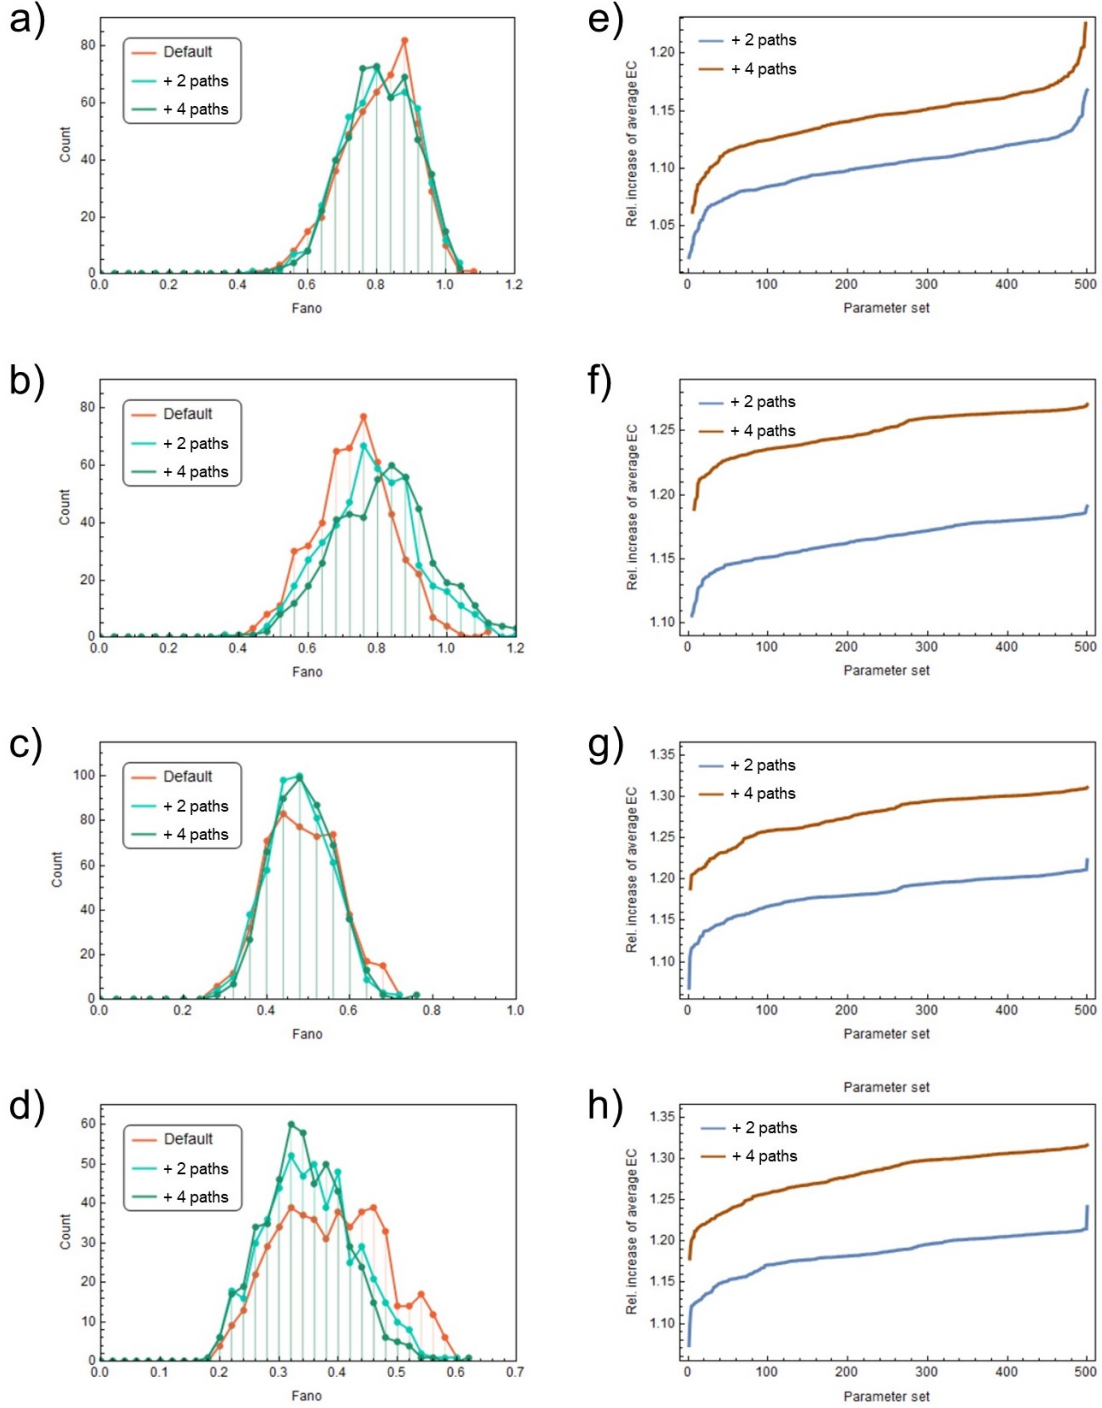 a)
80
60
40
20
0
Count
Default
+ 2 paths
+ 4 paths
0.0 0.2 0.4 0.6 0.8 1.0 1.2
Fano
e)
1.20
1.15
1.10
1.05
Rel. increase of average EC
+ 2 paths
+ 4 paths
0 100 200 300 400 500
Parameter set
b)
80
60
40
20
0
Count
Default
+ 2 paths
+ 4 paths
0.0 0.2 0.4 0.6 0.8 1.0 1.2
Fano
f)
1.25
1.20
1.15
1.10
Rel. increase of average EC
+ 2 paths
+ 4 paths
0 100 200 300 400 500
Parameter set
c)
100
80
60
40
20
0
Count
Default
+ 2 paths
+ 4 paths
0.0 0.2 0.4 0.6 0.8 1.0
Fano
g)
1.35
1.30
1.25
1.20
1.15
1.10
Rel. increase of average EC
+ 2 paths
+ 4 paths
0 100 200 300 400 500
Parameter set
d)
60
50
40
30
20
10
0
Count
Default
+ 2 paths
+ 4 paths
0.0 0.1 0.2 0.3 0.4 0.5 0.6 0.7
Fano
Parameter set
h)
1.35
1.30
1.25
1.20
1.15
1.10
Rel. increase of average EC
+ 2 paths
+ 4 paths
0 100 200 300 400 500
Parameter set